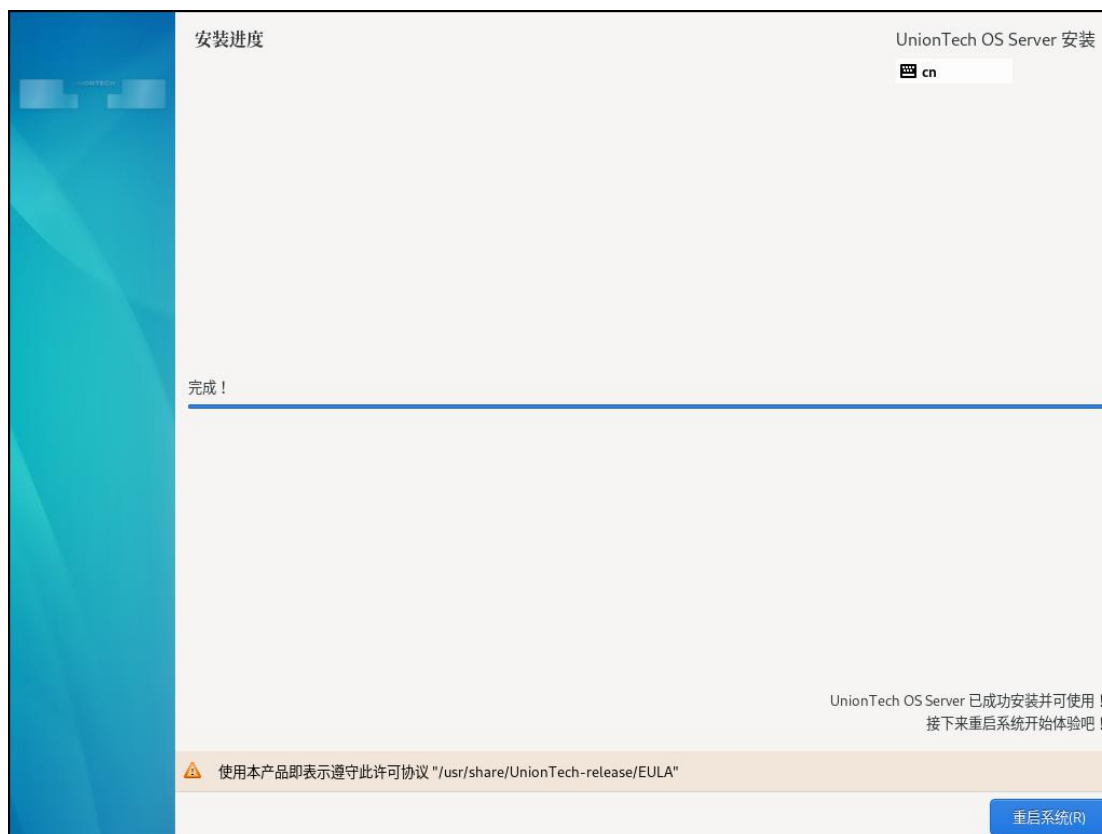 安装进度
UnionTech OS Server 安装
cn
UNIONTECH
完成！
UnionTech OS Server 已成功安装并可使用！
接下来重启系统开始体验吧！
使用本产品即表示遵守此许可协议 "/usr/share/UnionTech-release/EULA"
重启系统(R)